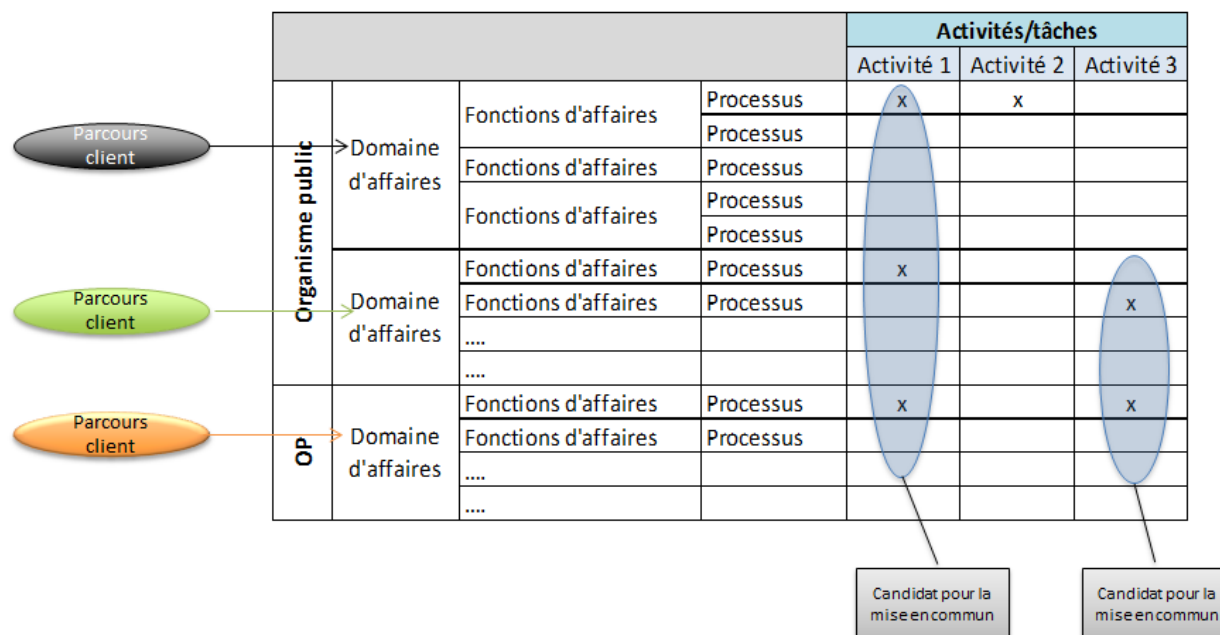 Activités/tâches
Activité 1 Activité 2 Activité 3
Organisme public
Parcours
client
Domaine
d'affaires
Fonctions d'affaires
Processus x x
Processus
Fonctions d'affaires Processus
Fonctions d'affaires
Processus
Processus
Parcours
client
Domaine
d'affaires
Fonctions d'affaires Processus x
Fonctions d'affaires Processus x
....
....
OP
Parcours
client
Domaine
d'affaires
Fonctions d'affaires Processus x x
Fonctions d'affaires Processus
....
....
Candidat pour la
mise en commun
Candidat pour la
mise en commun